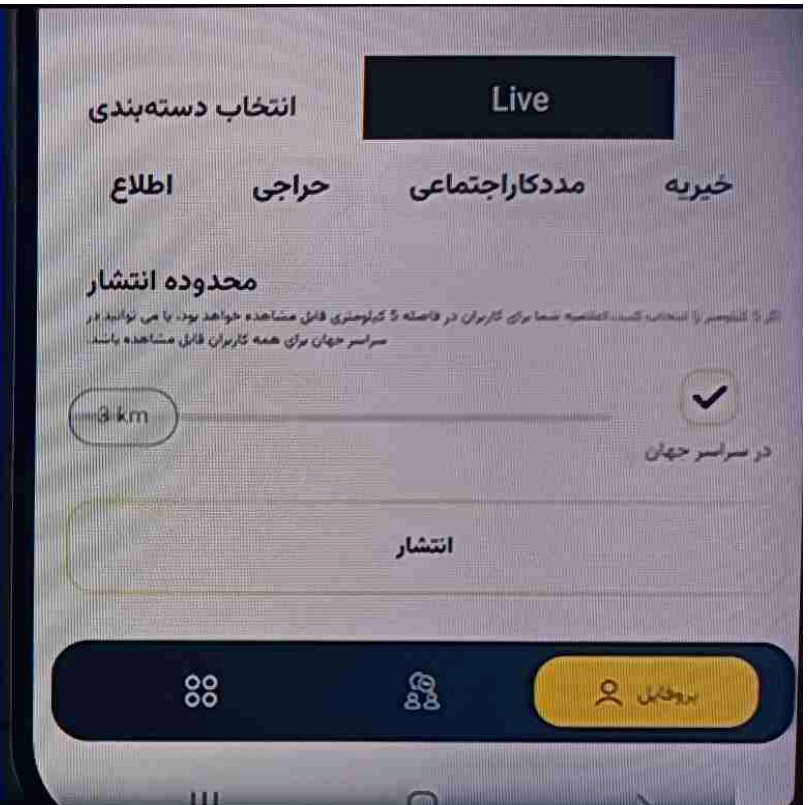 Live
انتخاب دسته‌بندی
خیریه مددکاراجتماعی حراجی اطلاع
محدوده انتشار
اگر 5 کیلومتر را انتخاب کنید، اعلامیه شما برای کاربران در فاصله 5 کیلومتری قابل مشاهده خواهد بود، یا می توانید در
سراسر جهان برای همه کاربران قابل مشاهده باشد.
3 km
در سراسر جهان
انتشار
پروفایل